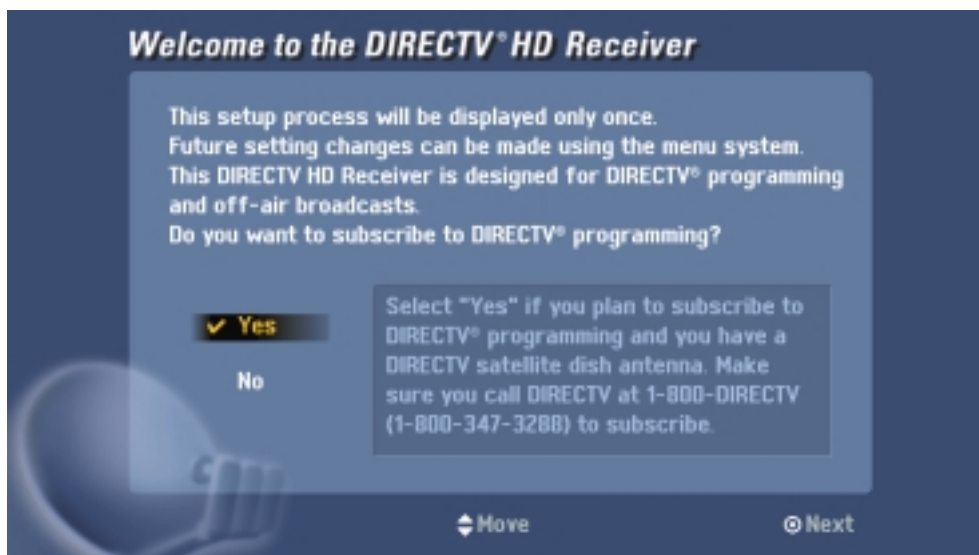 Welcome to the DIRECTV® HD Receiver
This setup process will be displayed only once.
Future setting changes can be made using the menu system.
This DIRECTV HD Receiver is designed for DIRECTV® programming
and off-air broadcasts.
Do you want to subscribe to DIRECTV® programming?
Yes
No
Select "Yes" if you plan to subscribe to
DIRECTV® programming and you have a
DIRECTV satellite dish antenna. Make
sure you call DIRECTV at 1-800-DIRECTV
(1-800-347-3288) to subscribe.
Move
Next